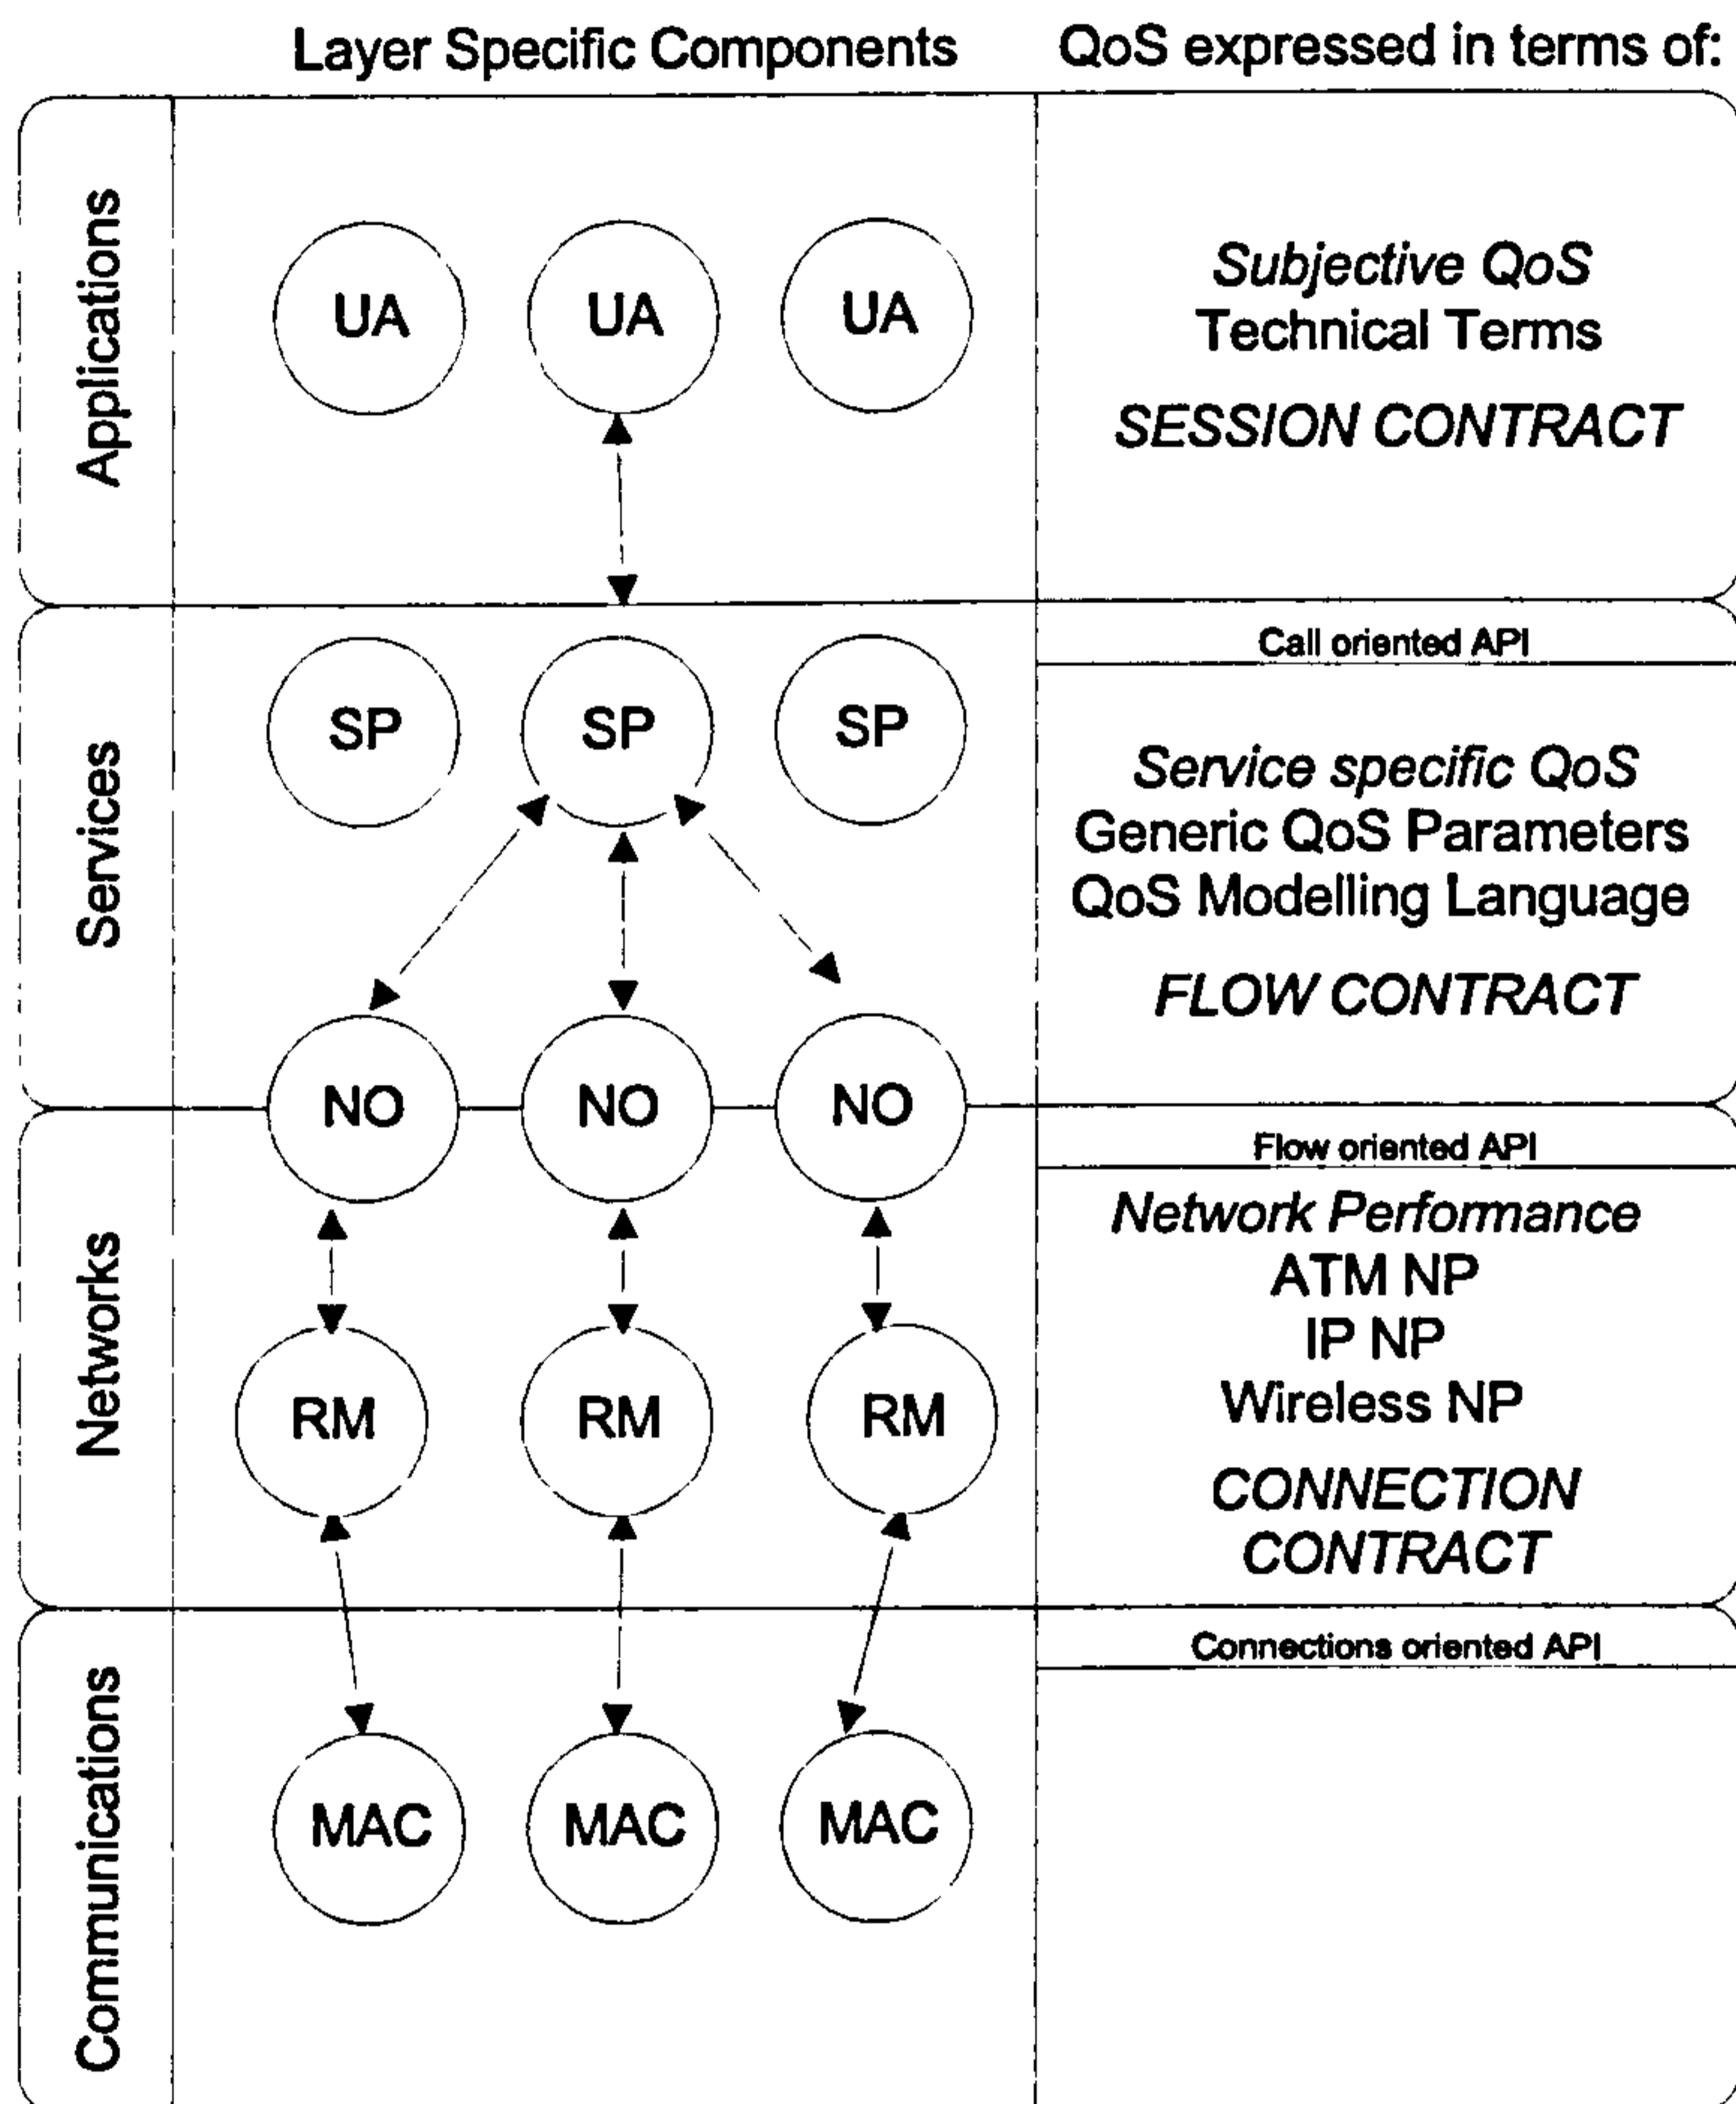 Layer Specific Components
QoS expressed in terms of:
Applications
UA
UA
UA
Subjective QoS
Technical Terms
SESSION CONTRACT
Services
Call oriented API
SP
SP
SP
Service specific QoS
Generic QoS Parameters
QoS Modelling Language
FLOW CONTRACT
NO
NO
NO
Networks
Flow oriented API
Network Performance
ATM NP
IP NP
Wireless NP
RM
RM
RM
CONNECTION
CONTRACT
Communications
Connections oriented API
MAC
MAC
MAC